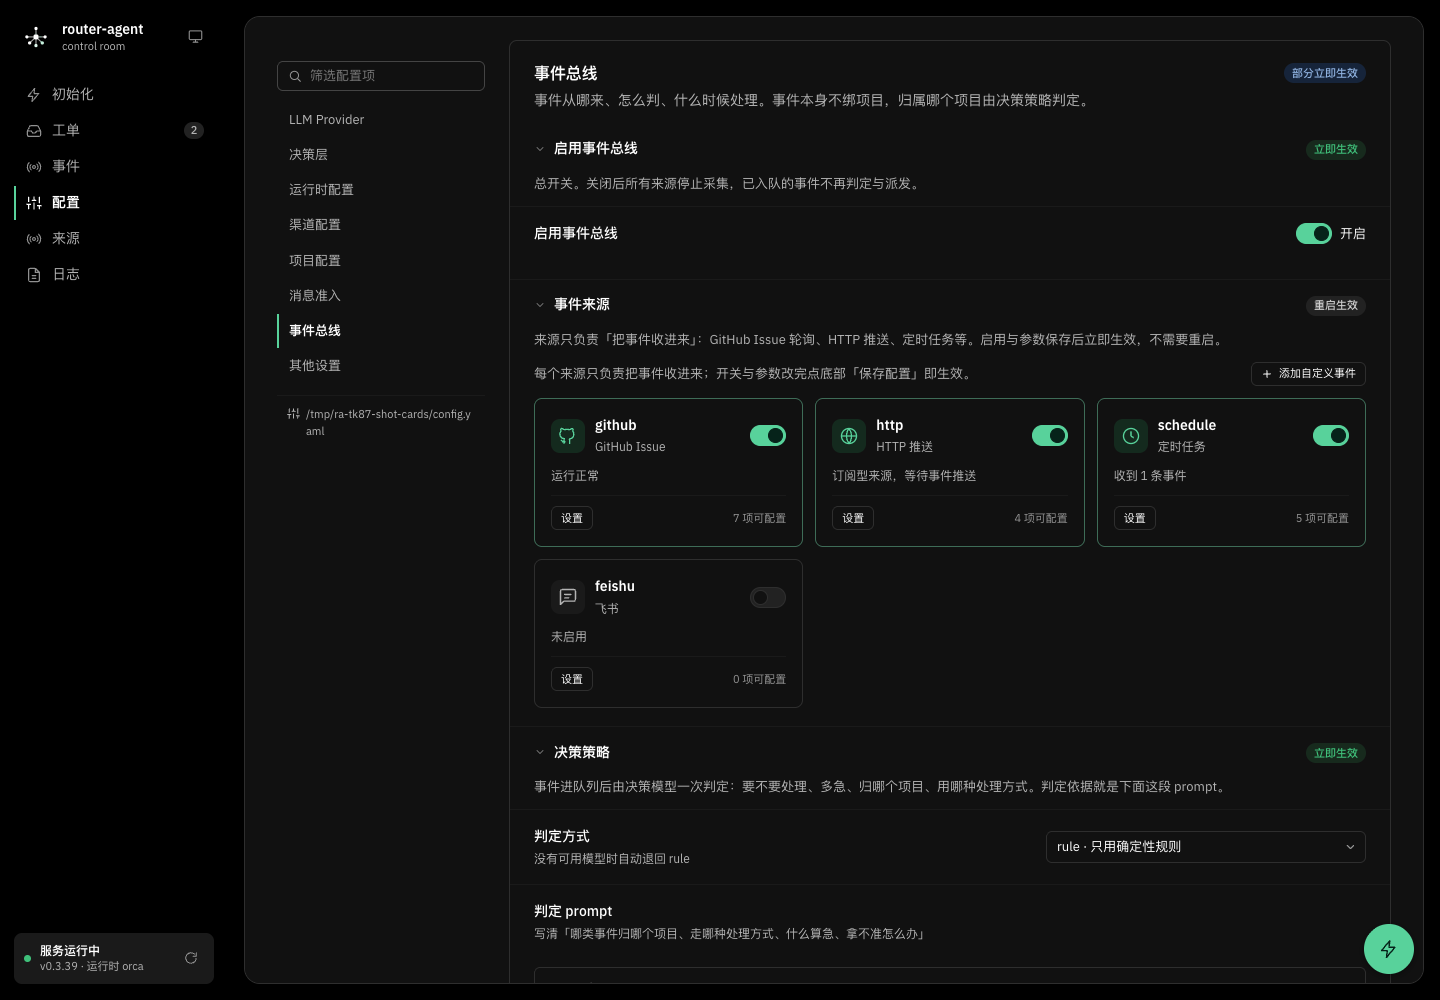 router-agent
control room
初始化
工单
2
事件
配置
来源
日志
服务运行中
v0.3.39 · 运行时 orca
筛选配置项
LLM Provider
决策层
运行时配置
渠道配置
项目配置
消息准入
事件总线
其他设置
/tmp/ra-tk87-shot-cards/config.y
aml
事件总线
部分立即生效
事件从哪来、怎么判、什么时候处理。事件本身不绑项目，归属哪个项目由决策策略判定。
启用事件总线
立即生效
总开关。关闭后所有来源停止采集，已入队的事件不再判定与派发。
启用事件总线
开启
事件来源
重启生效
来源只负责「把事件收进来」：GitHub Issue 轮询、HTTP 推送、定时任务等。启用与参数保存后立即生效，不需要重启。
每个来源只负责把事件收进来；开关与参数改完点底部「保存配置」即生效。
添加自定义事件
github
GitHub Issue
运行正常
设置
7 项可配置
http
HTTP 推送
订阅型来源，等待事件推送
设置
4 项可配置
schedule
定时任务
收到 1 条事件
设置
5 项可配置
feishu
飞书
未启用
设置
0 项可配置
决策策略
立即生效
事件进队列后由决策模型一次判定：要不要处理、多急、归哪个项目、用哪种处理方式。判定依据就是下面这段 prompt。
判定方式
没有可用模型时自动退回 rule
rule · 只用确定性规则
判定 prompt
写清「哪类事件归哪个项目、走哪种处理方式、什么算急、拿不准怎么办」